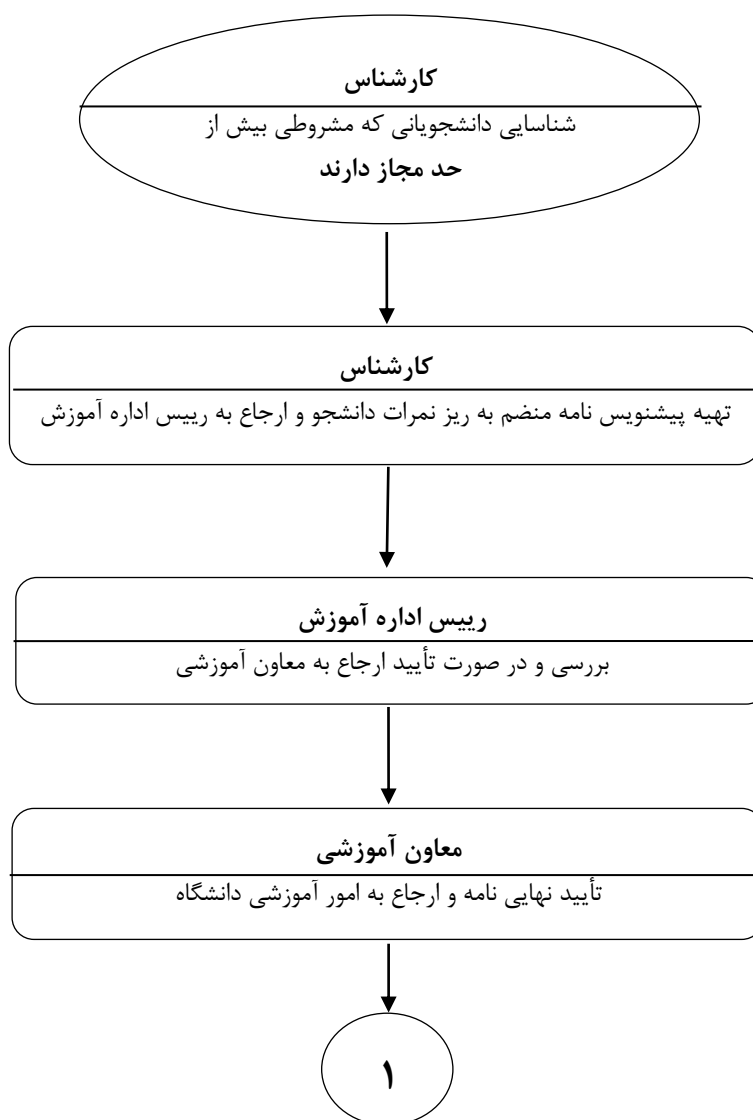 کارشناس
شناسایی دانشجویانی که مشروطی بیش از
حد مجاز دارند
کارشناس
تهیه پیشنویس نامه منضم به ریز نمرات دانشجو و ارجاع به رییس اداره آموزش
رییس اداره آموزش
بررسی و در صورت تأیید ارجاع به معاون آموزشی
معاون آموزشی
تأیید نهایی نامه و ارجاع به امور آموزشی دانشگاه
۱